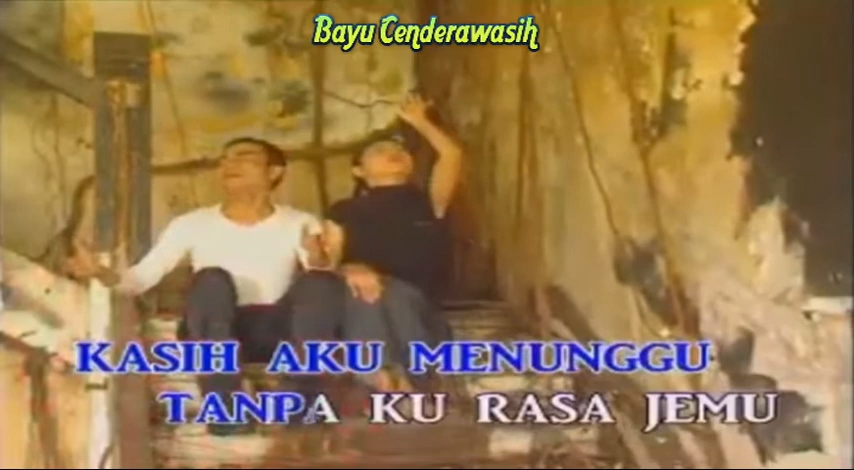 Bayu Cenderawasih
KASIH AKU MENUNGGU
TANPA KU RASA JEMU